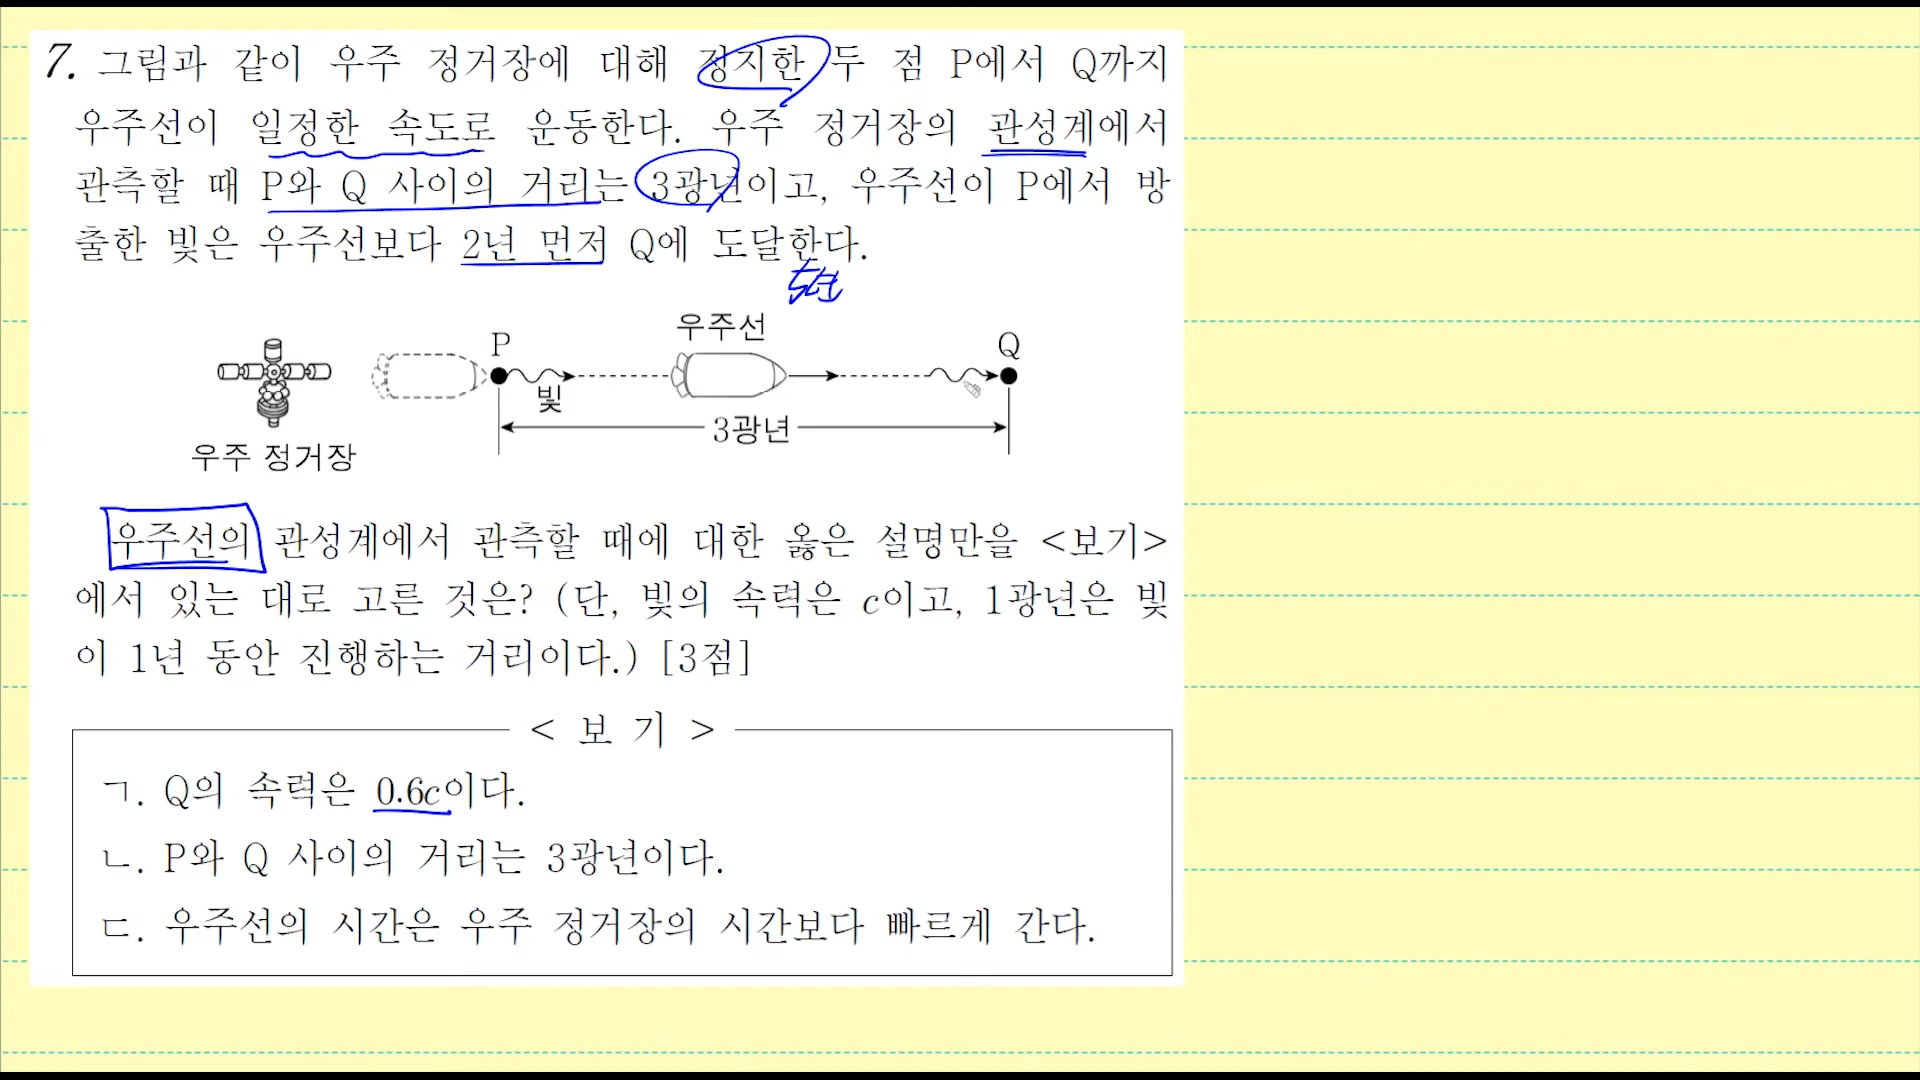 7. 그림과 같이 우주 정거장에 대해 정지한 두 점 P에서 Q까지
우주선이 일정한 속도로 운동한다. 우주 정거장의 관성계에서
관측할 때 P와 Q 사이의 거리는 3광년이고, 우주선이 P에서 방
출한 빛은 우주선보다 2년 먼저 Q에 도달한다.
5년
P
우주선
Q
빛
3광년
우주 정거장
우주선의 관성계에서 관측할 때에 대한 옳은 설명만을 <보기>
에서 있는 대로 고른 것은? (단, 빛의 속력은 c이고, 1광년은 빛
이 1년 동안 진행하는 거리이다.) [3점]
< 보 기 >
ㄱ. Q의 속력은 0.6c이다.
ㄴ. P와 Q 사이의 거리는 3광년이다.
ㄷ. 우주선의 시간은 우주 정거장의 시간보다 빠르게 간다.